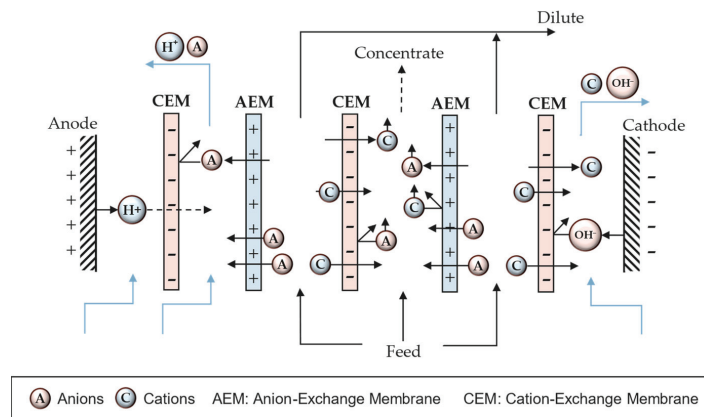 Dilute
H⁺ A
Concentrate
C OH⁻
CEM AEM CEM AEM CEM
Anode
Cathode
+ + + + +
- - - - -
A C A C
H+
C C C
A A A OH⁻
A C A C
Feed
A Anions C Cations AEM: Anion-Exchange Membrane CEM: Cation-Exchange Membrane